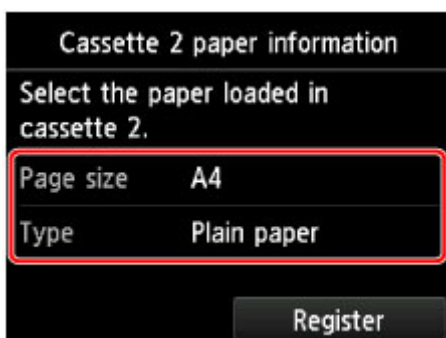 Cassette 2 paper information
Select the paper loaded in
cassette 2.
Page size A4
Type Plain paper
Register